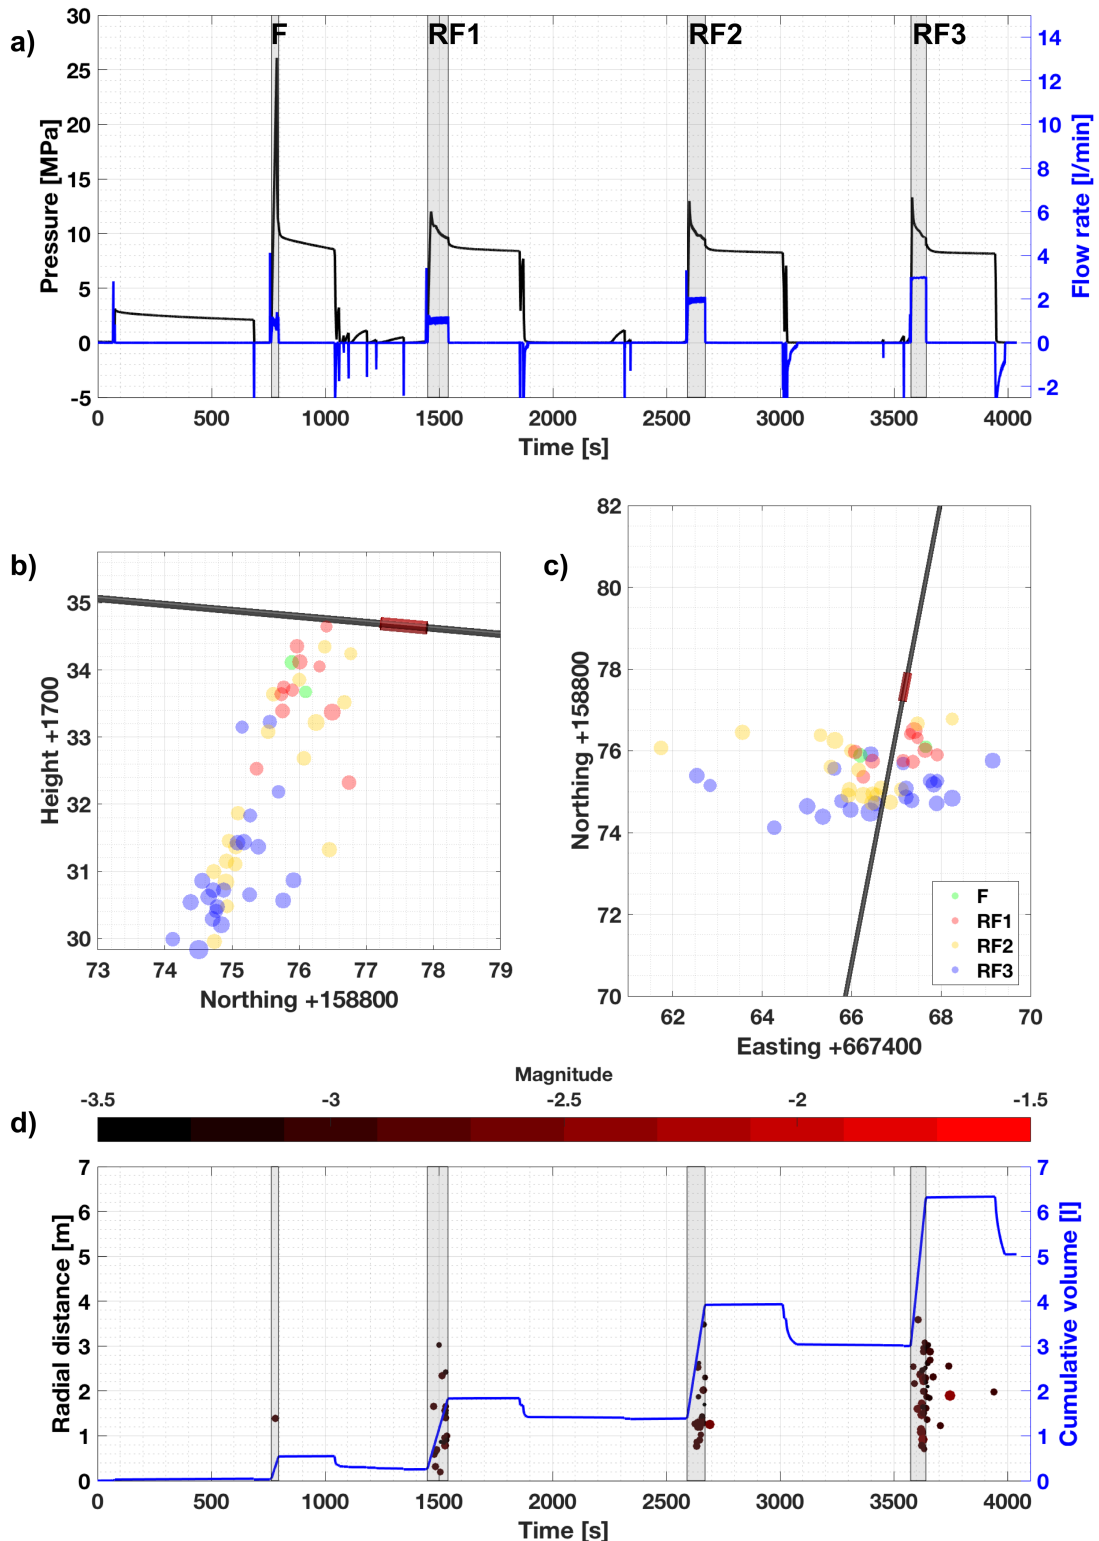 a)
F
RF1
RF2
RF3
30
25
20
15
10
5
0
-5
Pressure [MPa]
14
12
10
8
6
4
2
0
-2
Flow rate [l/min]
0 500 1000 1500 2000 2500 3000 3500 4000
Time [s]
b)
35
34
33
32
31
30
Height +1700
73 74 75 76 77 78 79
Northing +158800
c)
82
80
78
76
74
72
70
Northing +158800
F
RF1
RF2
RF3
62 64 66 68 70
Easting +667400
Magnitude
-3.5 -3 -2.5 -2 -1.5
d)
7
6
5
4
3
2
1
0
Radial distance [m]
7
6
5
4
3
2
1
0
Cumulative volume [l]
0 500 1000 1500 2000 2500 3000 3500 4000
Time [s]